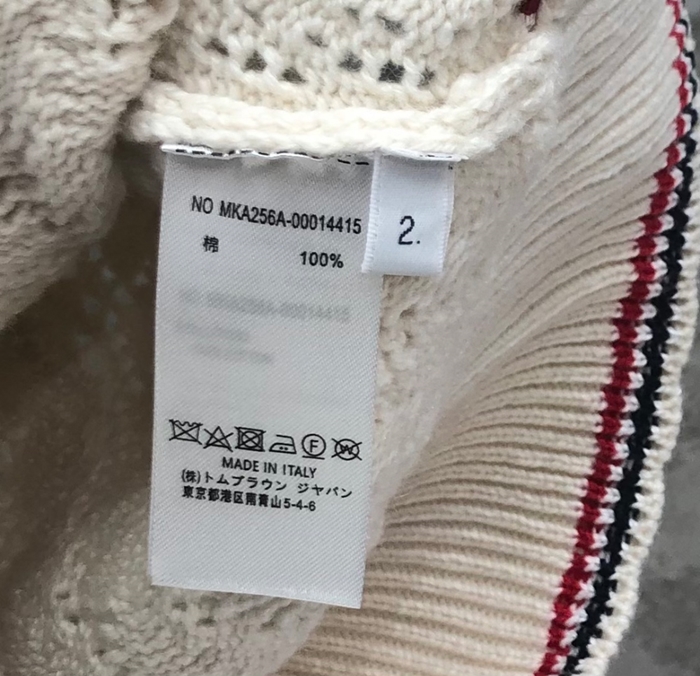 NO MKA256A-00014415
棉 100%
2.
MADE IN ITALY
(株)トムブラウン ジャパン
東京都港区南青山5-4-6